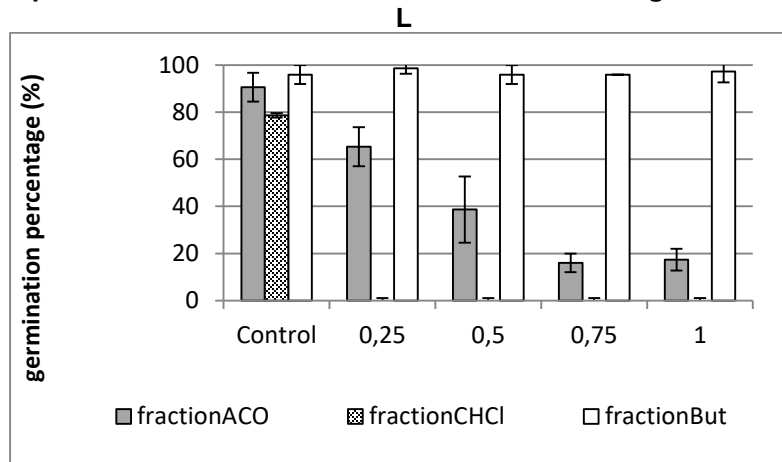 L
germination percentage (%)
100
80
60
40
20
0
Control 0,25 0,5 0,75 1
fractionACO fractionCHCl fractionBut